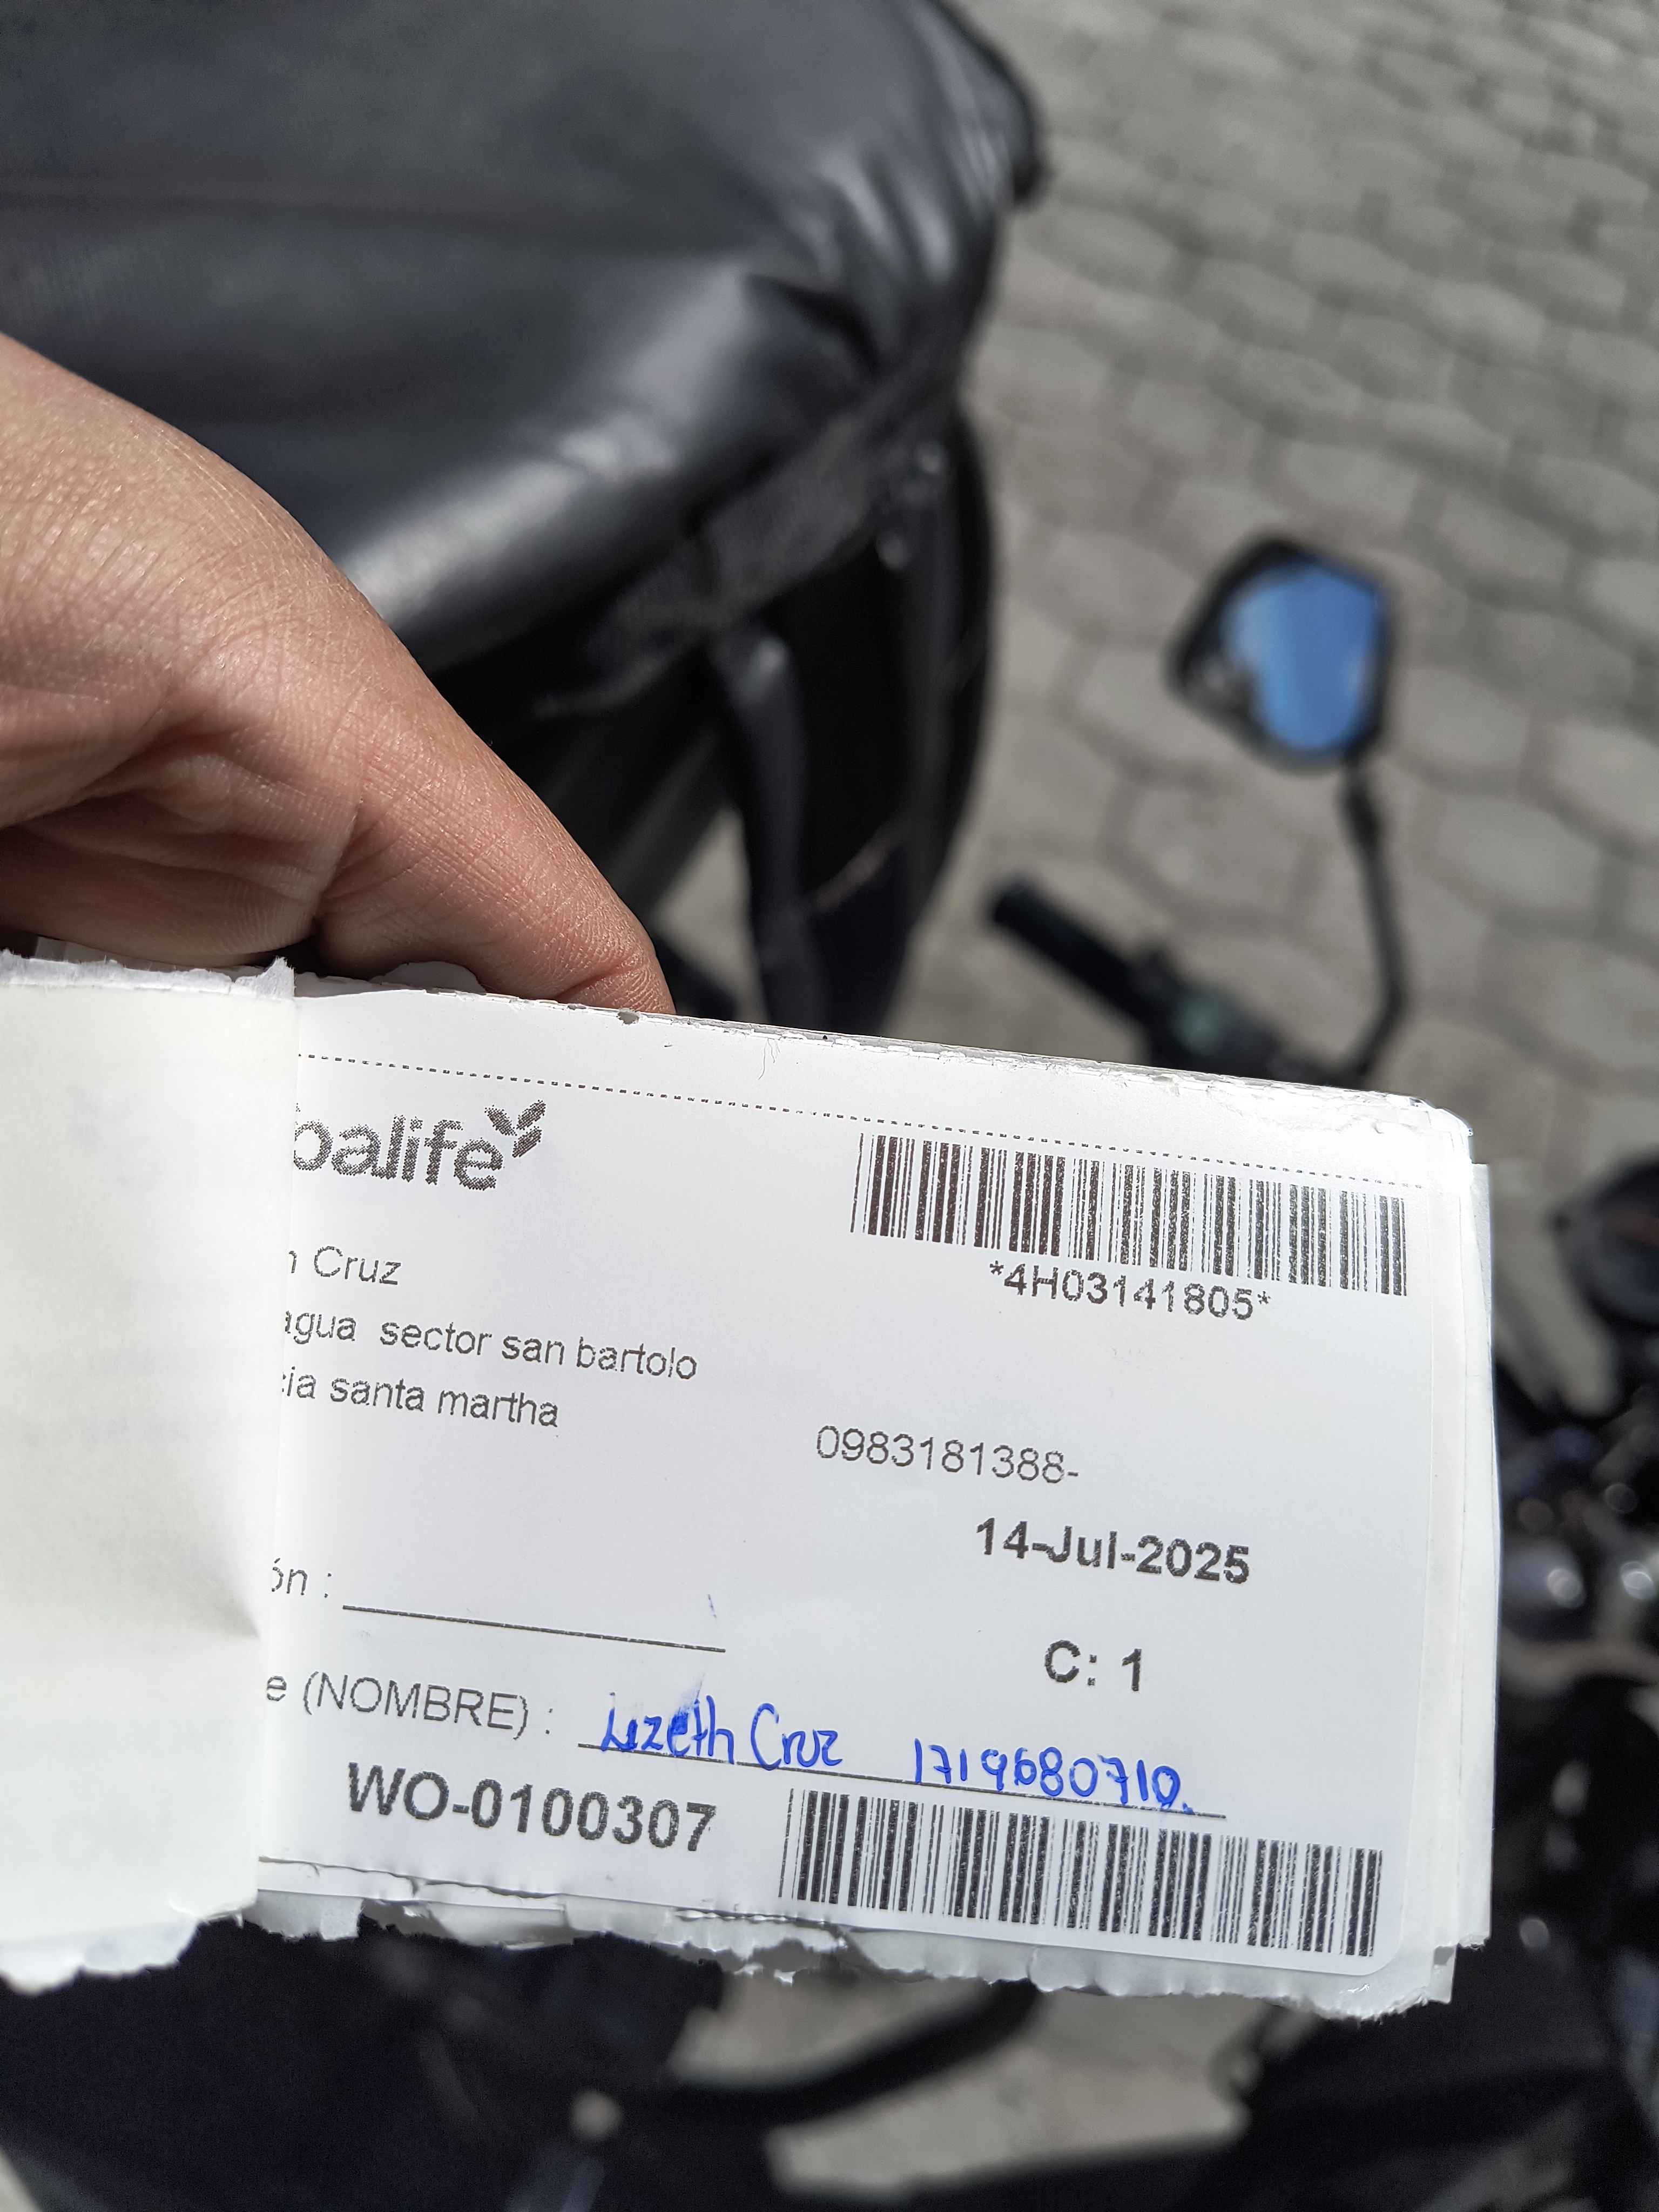 balife
*4H03141805*
n Cruz
agua sector san bartolo
cia santa martha
0983181388-
14-Jul-2025
ón :
C: 1
e (NOMBRE) : Lizeth Cruz 1719680710.
WO-0100307